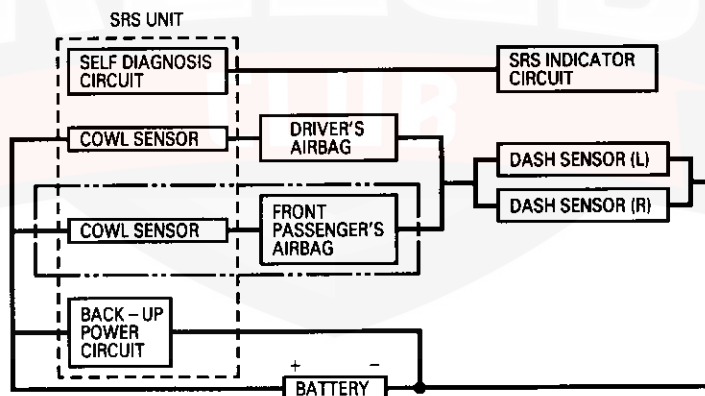 SRS UNIT
SELF DIAGNOSIS
CIRCUIT
SRS INDICATOR
CIRCUIT
COWL SENSOR
DRIVER'S
AIRBAG
DASH SENSOR (L)
DASH SENSOR (R)
COWL SENSOR
FRONT
PASSENGER'S
AIRBAG
BACK-UP
POWER
CIRCUIT
+ -
BATTERY
CLUB